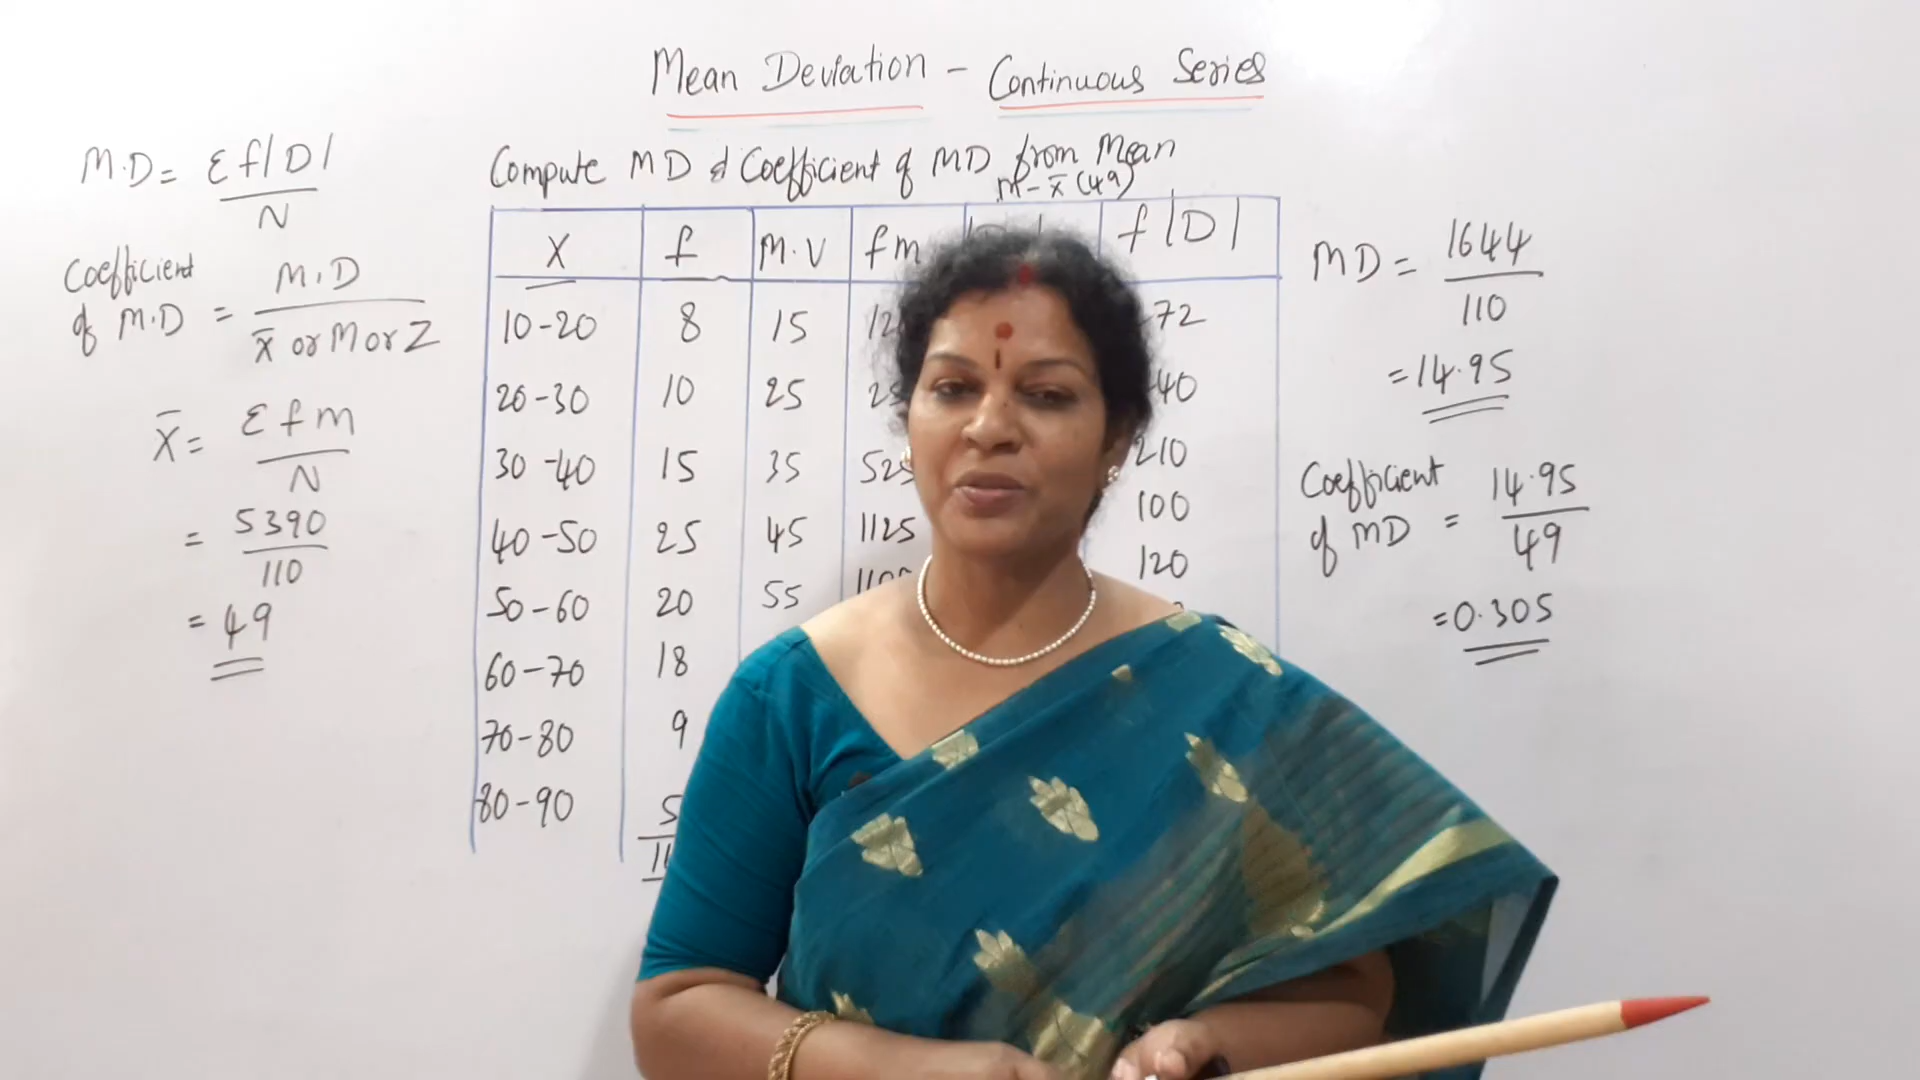 Mean Deviation - Continuous Series
M.D = Σf|D| / N
Coefficient of M.D = M.D / x̄ or M or Z
X̄ = Σfm / N
= 5390 / 110
= 49
Compute MD & Coefficient of MD from Mean
m - x̄ (49)
X f M.V fm f|D|
10-20 8 15 72
20-30 10 25
30-40 15 35 525 210
40-50 25 45 1125 100
50-60 20 55 120
60-70 18
70-80 9
80-90 5
MD = 1644 / 110
= 14.95
Coefficient of MD = 14.95 / 49
= 0.305